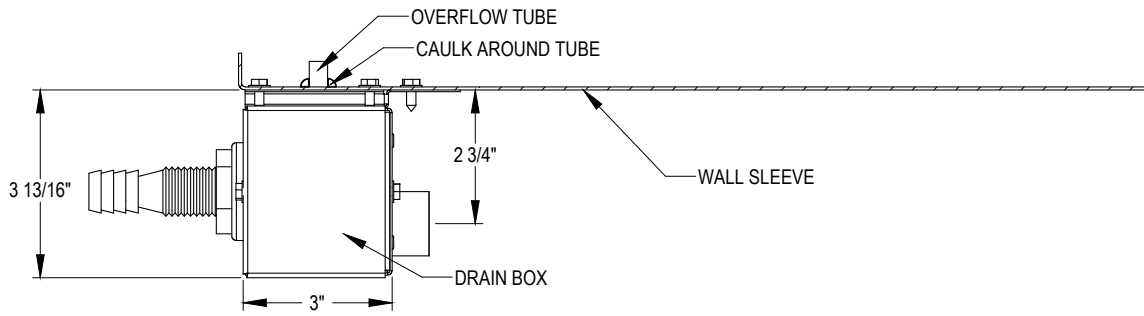 OVERFLOW TUBE
CAULK AROUND TUBE
2 3/4"
3 13/16"
WALL SLEEVE
DRAIN BOX
3"